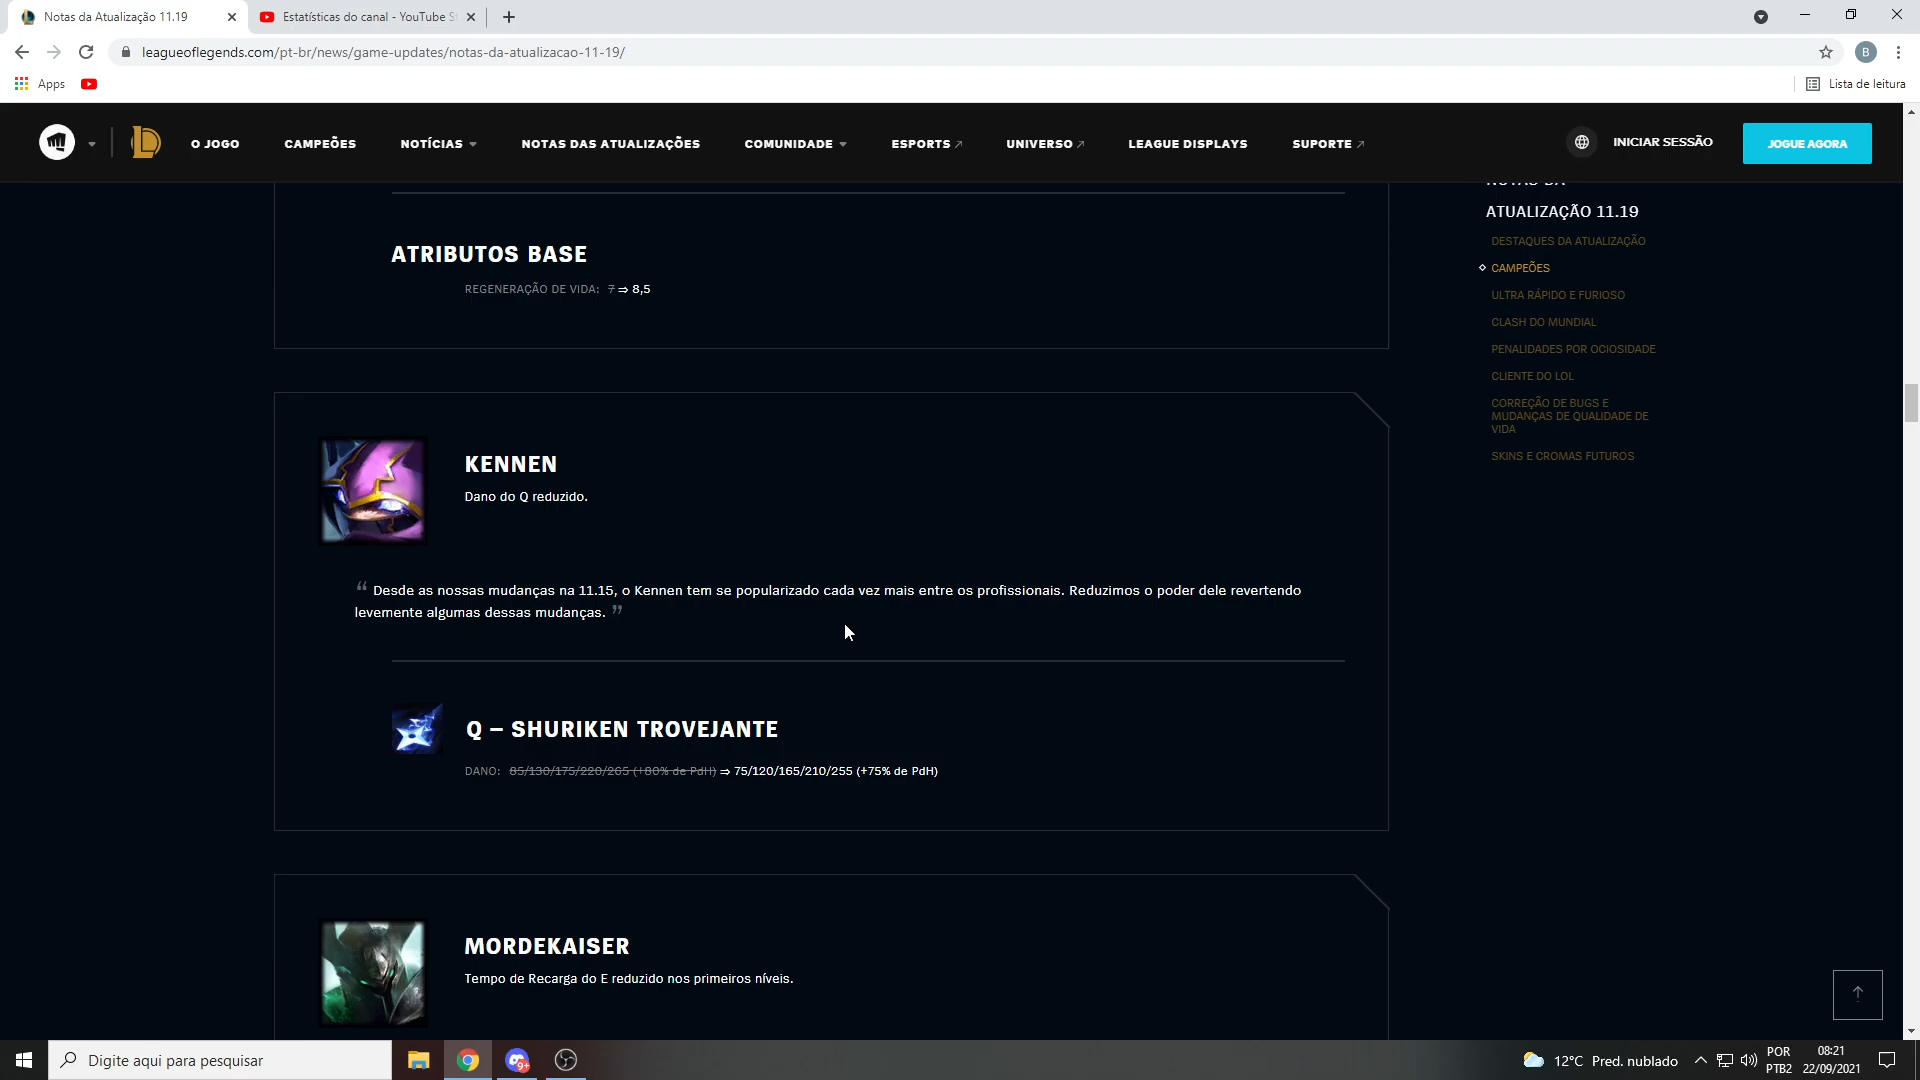 Notas da Atualização 11.19
Estatísticas do canal - YouTube S
leagueoflegends.com/pt-br/news/game-updates/notas-da-atualizacao-11-19/
B
Apps
Lista de leitura
O JOGO
CAMPEÕES
NOTÍCIAS
NOTAS DAS ATUALIZAÇÕES
COMUNIDADE
ESPORTS
UNIVERSO
LEAGUE DISPLAYS
SUPORTE
INICIAR SESSÃO
JOGUE AGORA
ATRIBUTOS BASE
REGENERAÇÃO DE VIDA: 7 ⇒ 8,5
KENNEN
Dano do Q reduzido.
“ Desde as nossas mudanças na 11.15, o Kennen tem se popularizado cada vez mais entre os profissionais. Reduzimos o poder dele revertendo
levemente algumas dessas mudanças. ”
Q – SHURIKEN TROVEJANTE
DANO: 85/130/175/220/265 (+80% de PdH) ⇒ 75/120/165/210/255 (+75% de PdH)
MORDEKAISER
Tempo de Recarga do E reduzido nos primeiros níveis.
NOTAS DA
ATUALIZAÇÃO 11.19
DESTAQUES DA ATUALIZAÇÃO
CAMPEÕES
ULTRA RÁPIDO E FURIOSO
CLASH DO MUNDIAL
PENALIDADES POR OCIOSIDADE
CLIENTE DO LOL
CORREÇÃO DE BUGS E
MUDANÇAS DE QUALIDADE DE
VIDA
SKINS E CROMAS FUTUROS
Digite aqui para pesquisar
9+
12°C Pred. nublado
POR
PTB2
08:21
22/09/2021